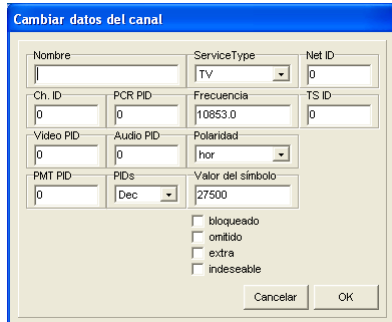 Cambiar datos del canal
Nombre ServiceType Net ID
TV 0
Ch. ID PCR PID Frecuencia TS ID
0 0 10853.0 0
Video PID Audio PID Polaridad
0 0 hor
PMT PID PIDs Valor del símbolo
0 Dec 27500
bloqueado
omitido
extra
indeseable
Cancelar OK